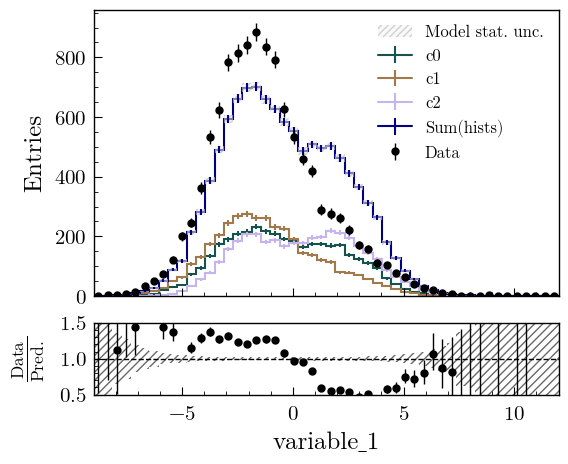 800
600
400
200
0
Entries
Model stat. unc.
c0
c1
c2
Sum(hists)
Data
1.5
1.0
0.5
Data
Pred.
−5 0 5 10
variable_1